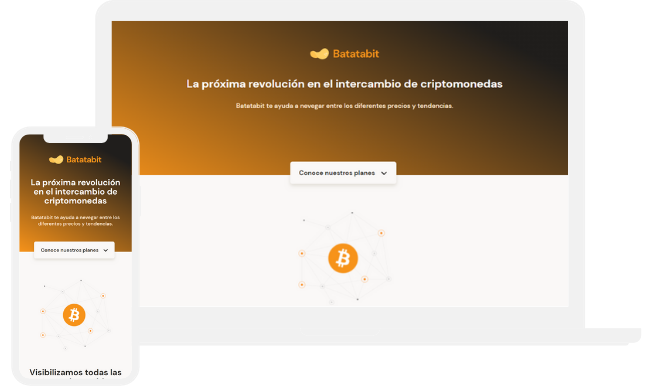 Batatabit
La próxima revolución en el intercambio de criptomonedas
Batatabit te ayuda a nevegar entre los diferentes precios y tendencias.
Conoce nuestros planes
Batatabit
La próxima revolución
en el intercambio de
criptomonedas
Batatabit te ayuda a nevegar entre los
diferentes precios y tendencias.
Conoce nuestros planes
Visibilizamos todas las